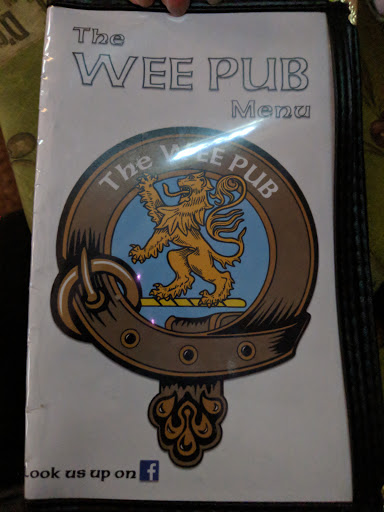 The
WEE PUB
Menu
The WEE PUB
Look us up on f